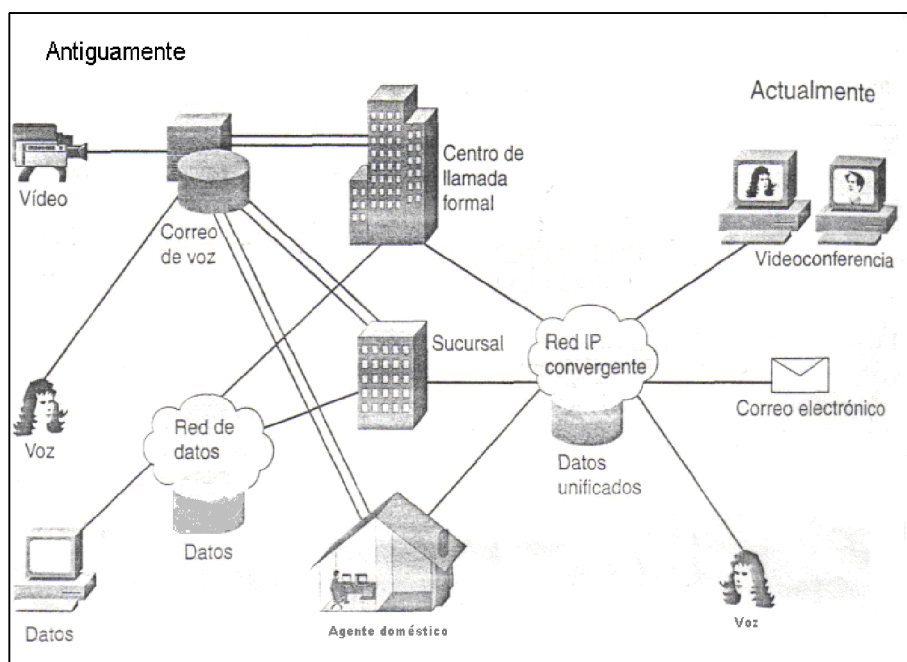 Antiguamente
Actualmente
Vídeo
Correo
de voz
Centro de
llamada
formal
Videoconferencia
Voz
Red de
datos
Datos
Sucursal
Red IP
convergente
Datos
unificados
Correo electrónico
Datos
Agente doméstico
Voz